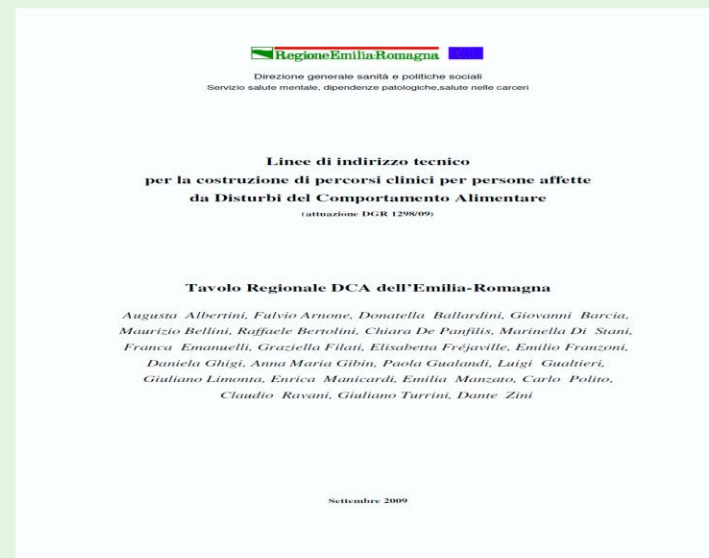 RegioneEmilia-Romagna
Direzione generale sanità e politiche sociali
Servizio salute mentale, dipendenze patologiche,salute nelle carceri
Linee di indirizzo tecnico
per la costruzione di percorsi clinici per persone affette
da Disturbi del Comportamento Alimentare
(attuazione DGR 1298/09)
Tavolo Regionale DCA dell'Emilia-Romagna
Augusta Albertini, Fulvio Arnone, Donatella Ballardini, Giovanni Barcia,
Maurizio Bellini, Raffaele Bertolini, Chiara De Panfilis, Marinella Di Stani,
Franca Emanuelli, Graziella Filati, Elisabetta Fréjaville, Emilio Franzoni,
Daniela Ghigi, Anna Maria Gibin, Paola Gualandi, Luigi Gualtieri,
Giuliano Limonta, Enrica Manicardi, Emilia Manzato, Carlo Polito,
Claudio Ravani, Giuliano Turrini, Dante Zini
Settembre 2009